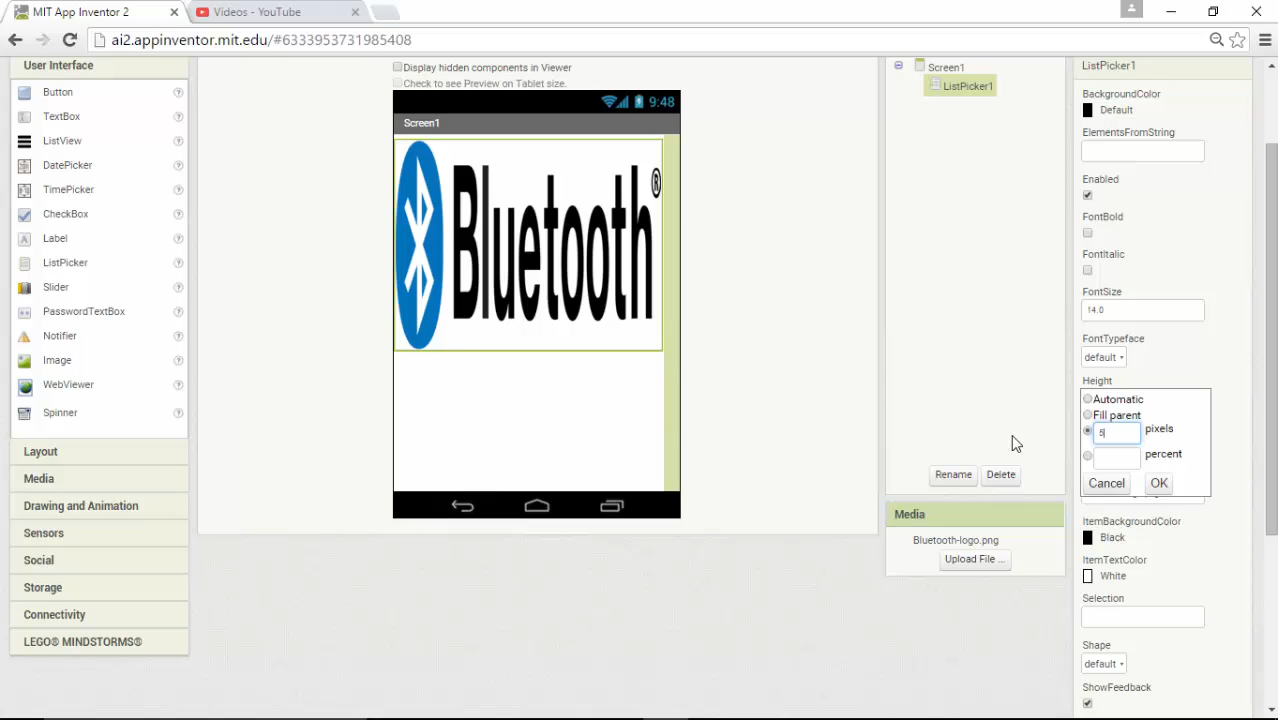 MIT App Inventor 2
Videos - YouTube
ai2.appinventor.mit.edu/#6333953731985408
User Interface
Button
TextBox
ListView
DatePicker
TimePicker
CheckBox
Label
ListPicker
Slider
PasswordTextBox
Notifier
Image
WebViewer
Spinner
Layout
Media
Drawing and Animation
Sensors
Social
Storage
Connectivity
LEGO® MINDSTORMS®
Display hidden components in Viewer
Check to see Preview on Tablet size.
9:48
Screen1
Bluetooth®
Screen1
ListPicker1
Rename Delete
Media
Bluetooth-logo.png
Upload File ...
ListPicker1
BackgroundColor
Default
ElementsFromString
Enabled
FontBold
FontItalic
FontSize
14.0
FontTypeface
default
Height
Automatic
Fill parent
5 pixels
percent
Cancel OK
ItemBackgroundColor
Black
ItemTextColor
White
Selection
Shape
default
ShowFeedback